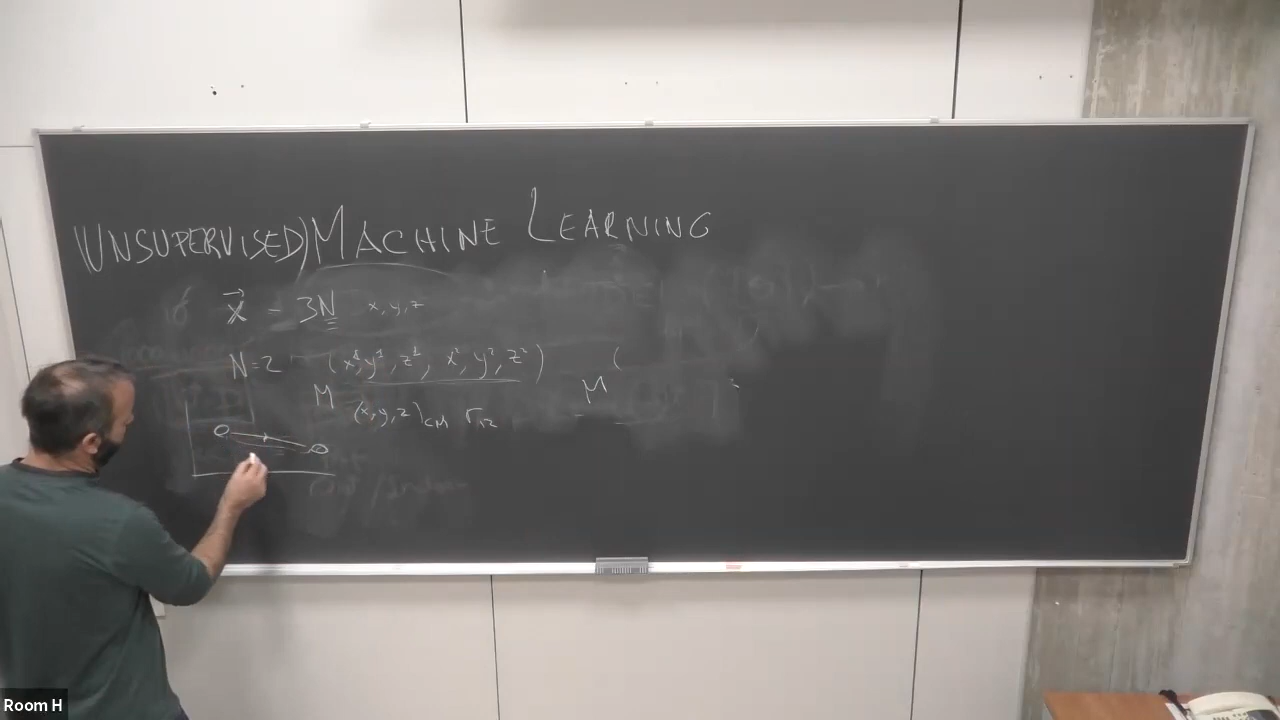 (UNSUPERVISED) MACHINE LEARNING
x⃗ - 3N x, y, z
N=2 (x¹, y¹, z¹, x², y², z²) (
M (x, y, z)CM r12 M
Room H